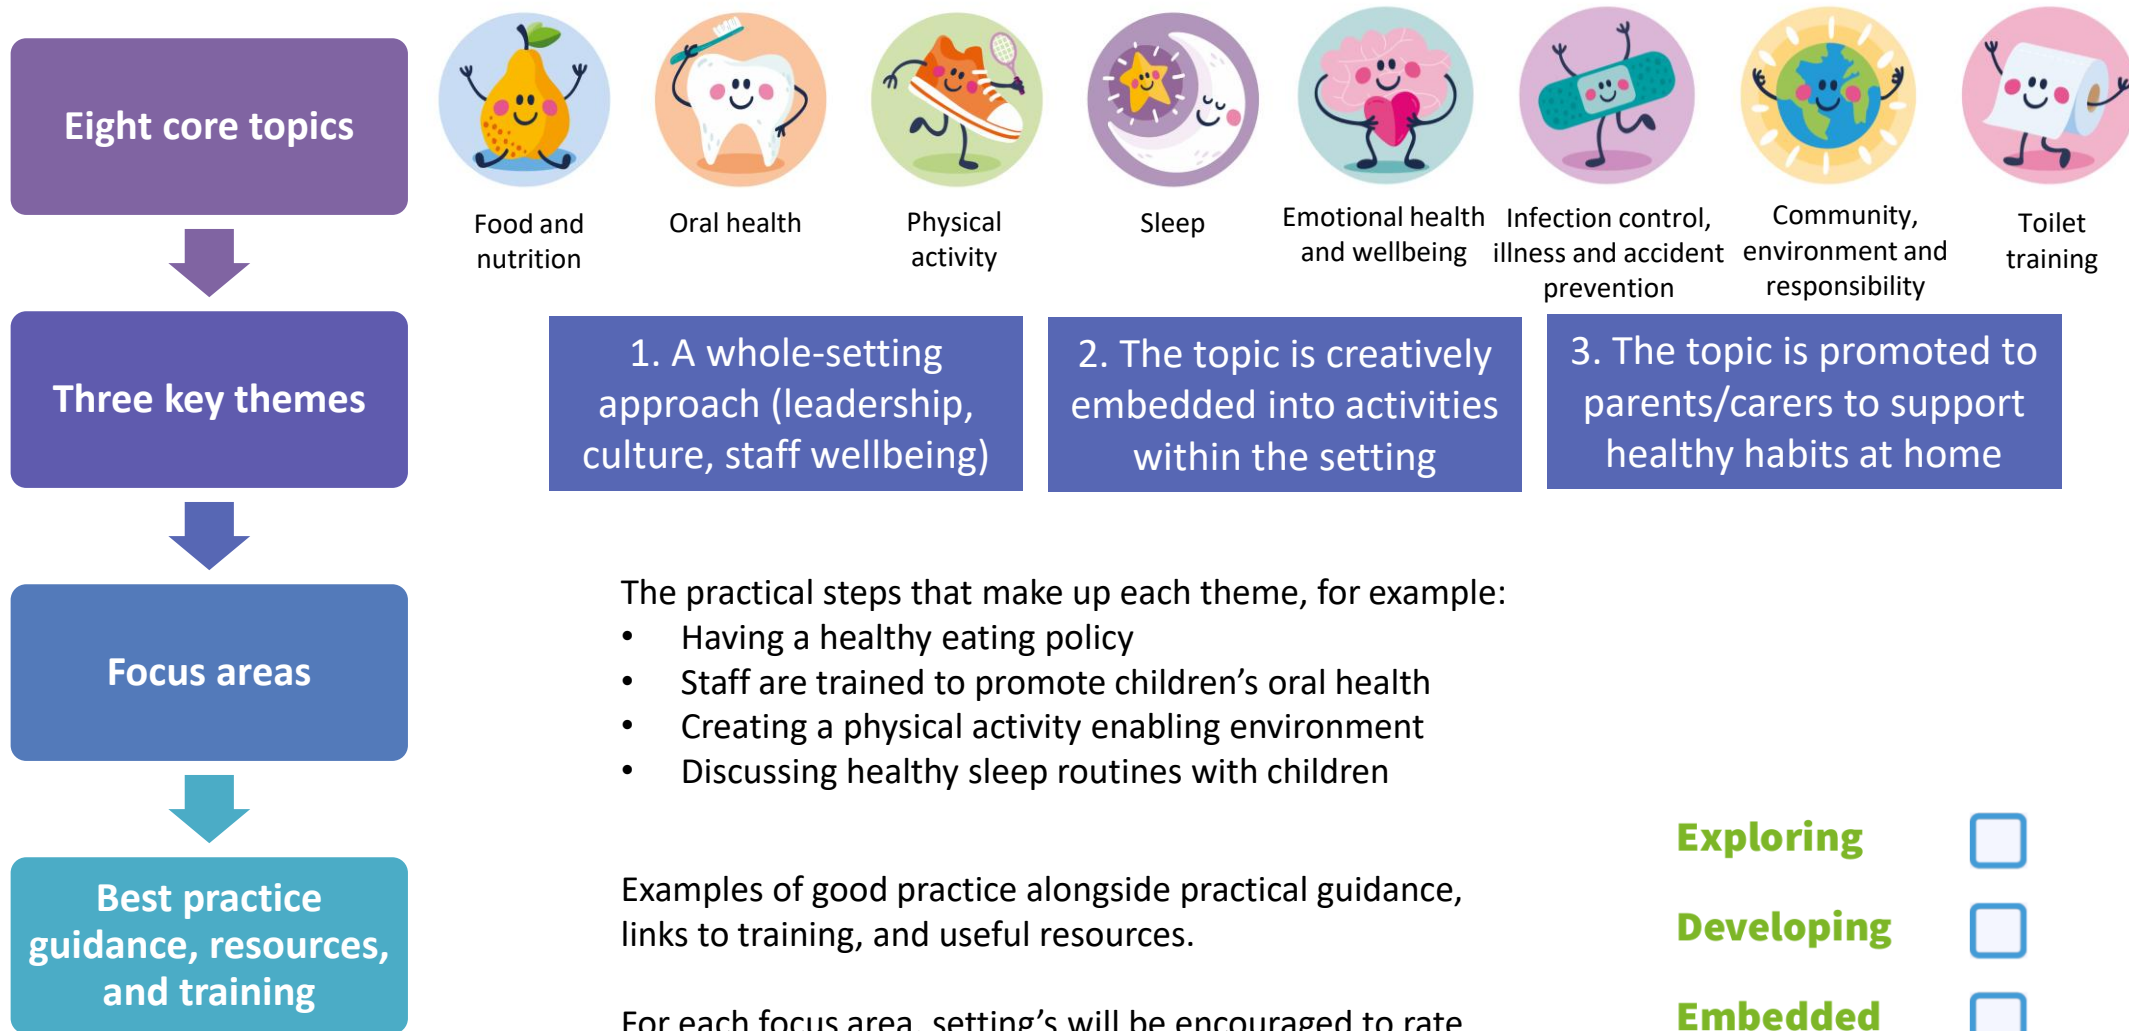 Eight core topics
Food and
nutrition
Oral health
Physical
activity
Sleep
Emotional health
and wellbeing
Infection control,
illness and accident
prevention
Community,
environment and
responsibility
Toilet
training
Three key themes
1. A whole-setting
approach (leadership,
culture, staff wellbeing)
2. The topic is creatively
embedded into activities
within the setting
3. The topic is promoted to
parents/carers to support
healthy habits at home
Focus areas
The practical steps that make up each theme, for example:
• Having a healthy eating policy
• Staff are trained to promote children’s oral health
• Creating a physical activity enabling environment
• Discussing healthy sleep routines with children
Best practice
guidance, resources,
and training
Examples of good practice alongside practical guidance,
links to training, and useful resources.
For each focus area, setting’s will be encouraged to rate
Exploring
Developing
Embedded